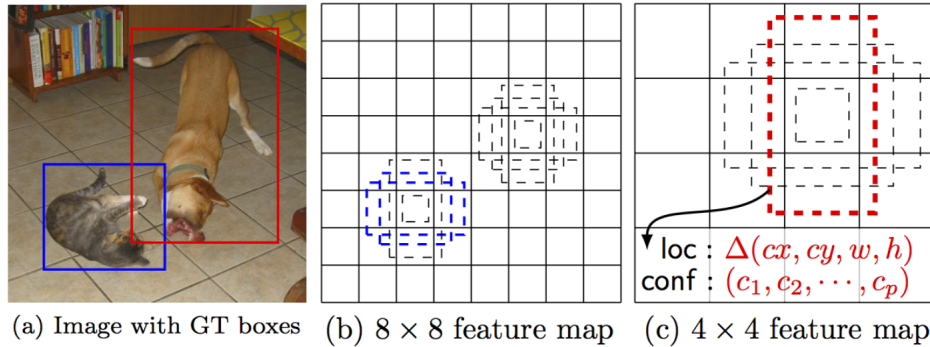 loc : Δ(cx, cy, w, h)
conf : (c₁, c₂, ⋯, cₚ)
(a) Image with GT boxes
(b) 8 × 8 feature map
(c) 4 × 4 feature map